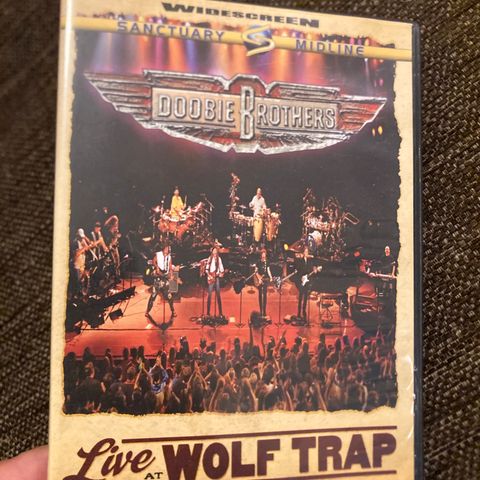 WIDESCREEN
SANCTUARY S MIDLINE
DOOBIE BROTHERS
Live AT WOLF TRAP